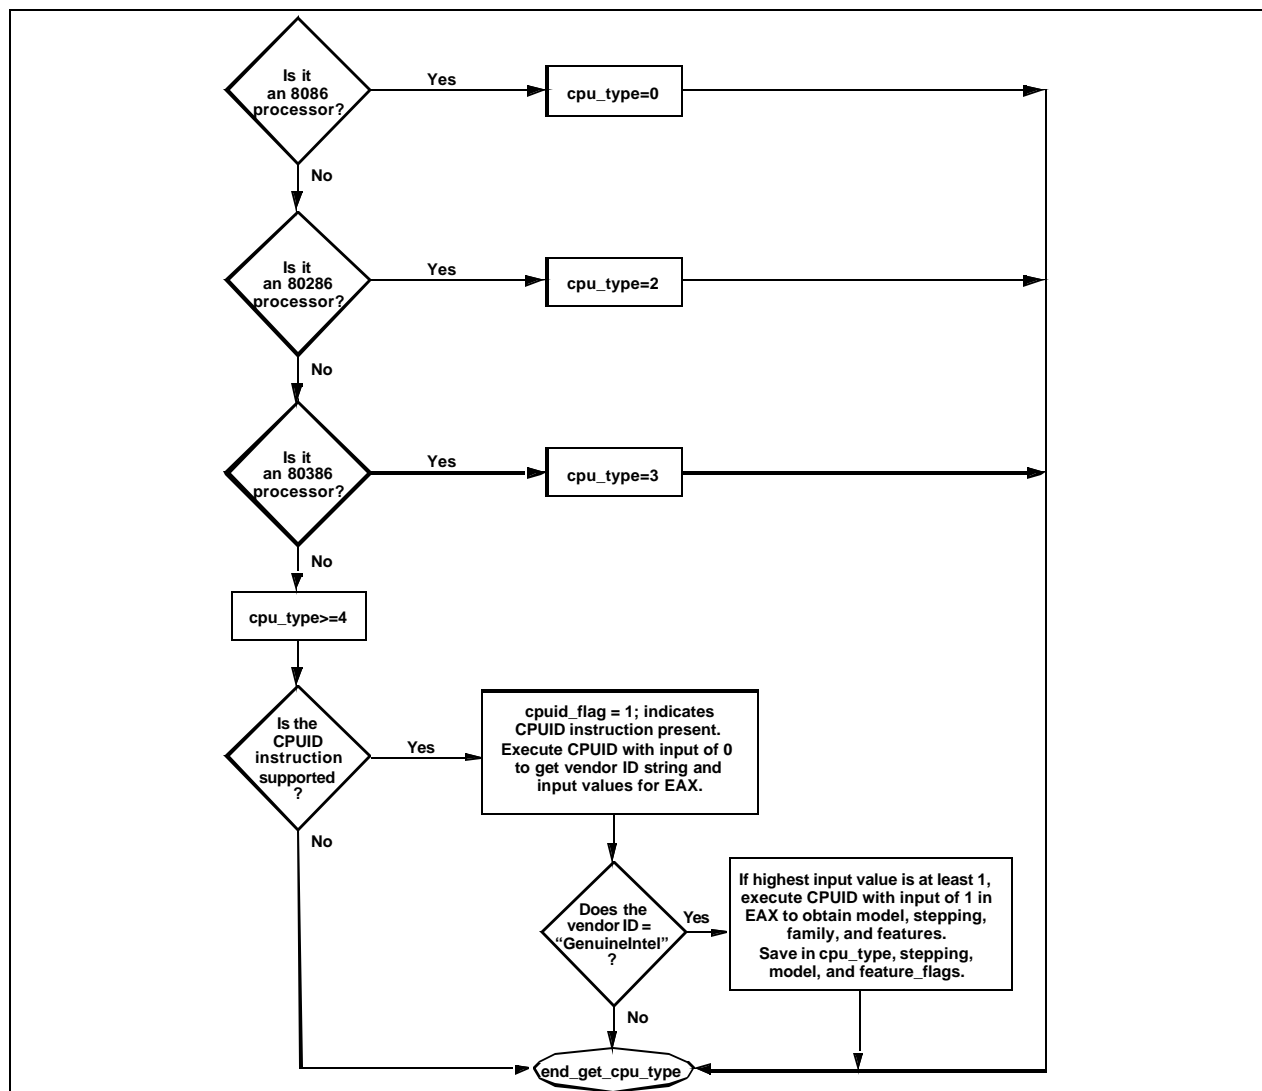 Is it
an 8086
processor?
Yes
cpu_type=0
No
Is it
an 80286
processor?
Yes
cpu_type=2
No
Is it
an 80386
processor?
Yes
cpu_type=3
No
cpu_type>=4
Is the
CPUID
instruction
supported
?
Yes
cpuid_flag = 1; indicates
CPUID instruction present.
Execute CPUID with input of 0
to get vendor ID string and
input values for EAX.
No
Does the
vendor ID =
“GenuineIntel”
?
Yes
If highest input value is at least 1,
execute CPUID with input of 1 in
EAX to obtain model, stepping,
family, and features.
Save in cpu_type, stepping,
model, and feature_flags.
No
end_get_cpu_type